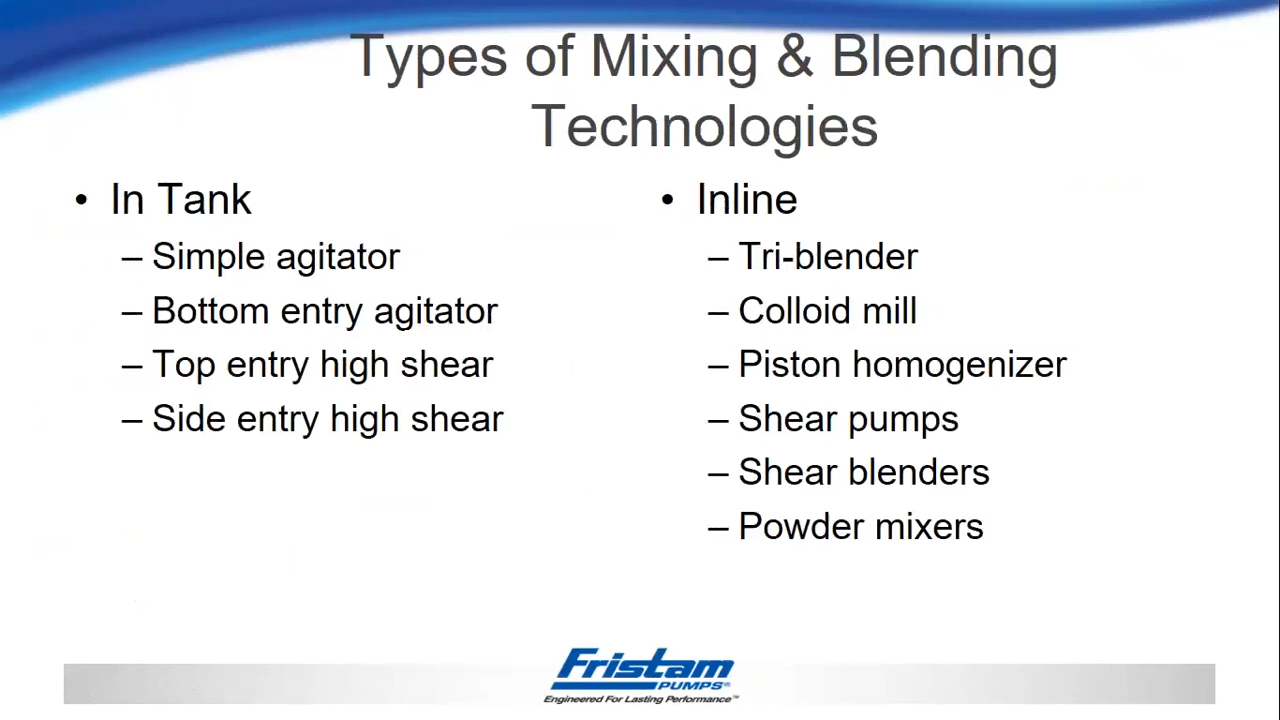 Types of Mixing & Blending
Technologies
• In Tank
– Simple agitator
– Bottom entry agitator
– Top entry high shear
– Side entry high shear
• Inline
– Tri-blender
– Colloid mill
– Piston homogenizer
– Shear pumps
– Shear blenders
– Powder mixers
Fristam
PUMPS®
Engineered For Lasting Performance™